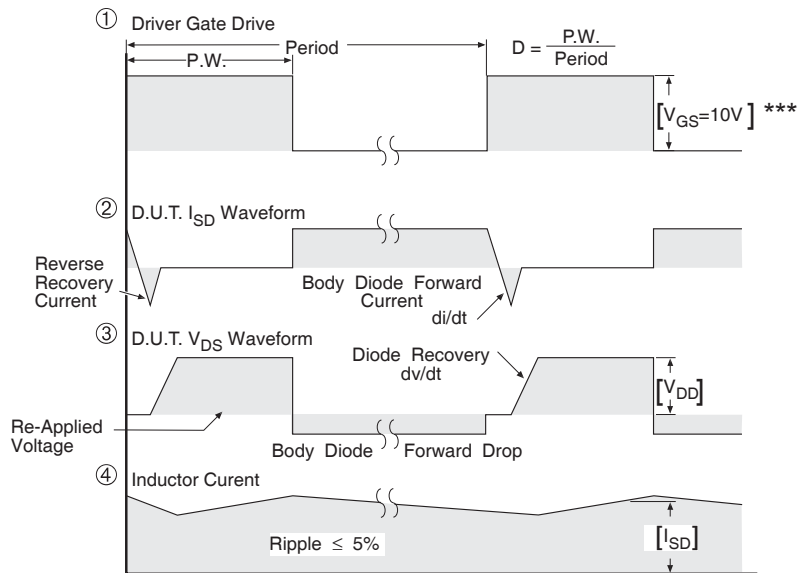 ① Driver Gate Drive
Period
P.W.
D = P.W. / Period
[VGS=10V] ***
② D.U.T. ISD Waveform
Reverse
Recovery
Current
Body Diode Forward
Current
di/dt
③ D.U.T. VDS Waveform
Diode Recovery
dv/dt
[VDD]
Re-Applied
Voltage
Body Diode Forward Drop
④ Inductor Curent
Ripple ≤ 5%
[ISD]